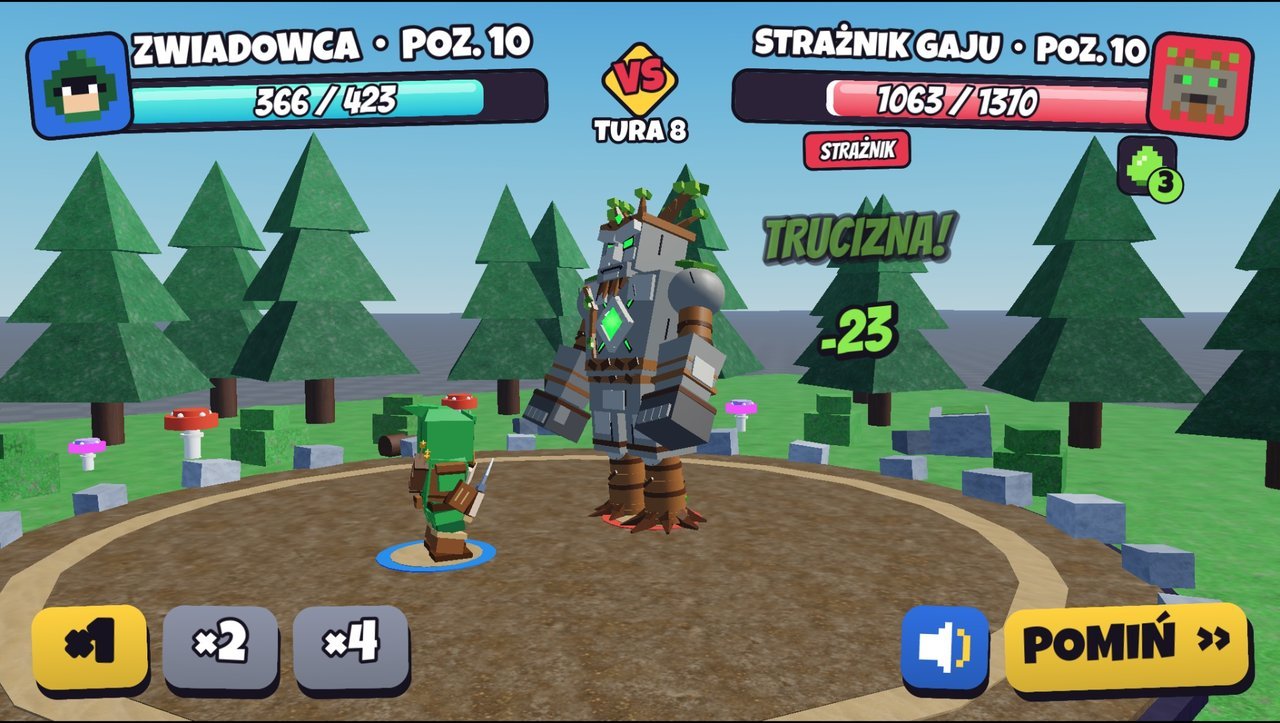 ZWIADOWCA • POZ. 10
366 / 423
VS
TURA 8
STRAŻNIK GAJU • POZ. 10
1063 / 1370
STRAŻNIK
3
TRUCIZNA!
-23
×1
×2
×4
POMIŃ »